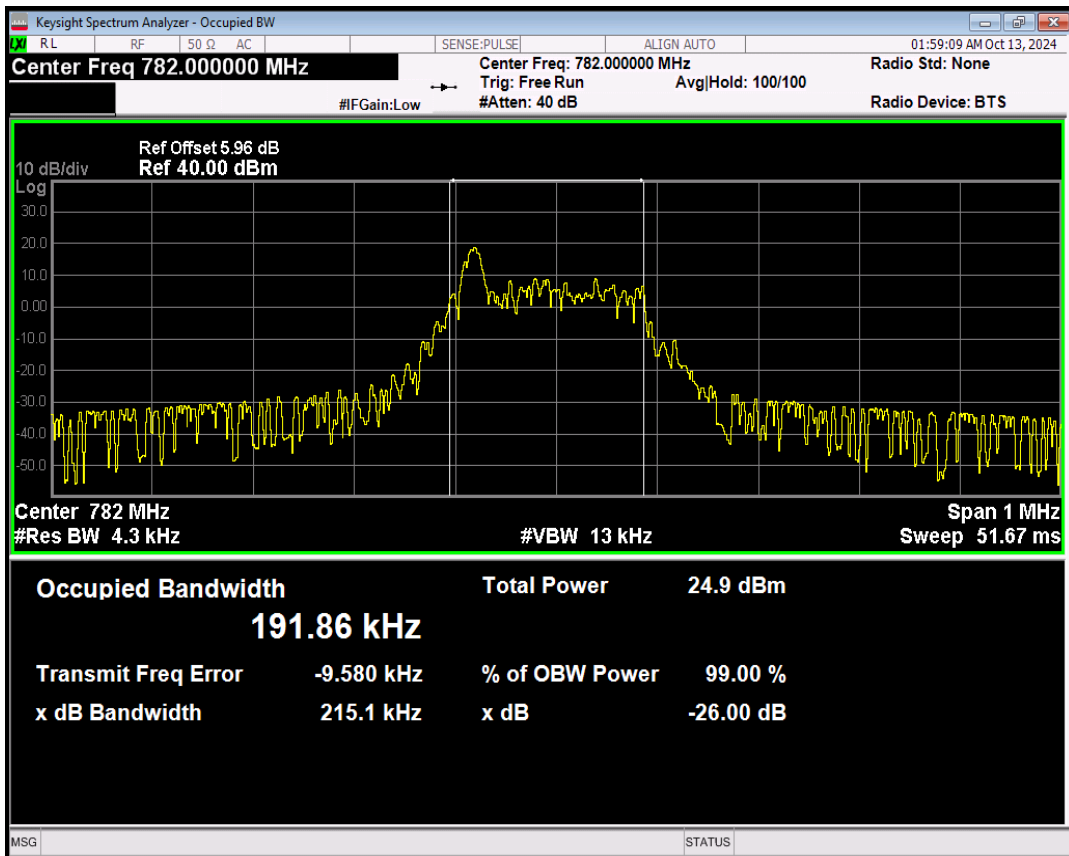 Keysight Spectrum Analyzer - Occupied BW
LXI RL RF 50 Ω AC SENSE:PULSE ALIGN AUTO 01:59:09 AM Oct 13, 2024
Center Freq 782.000000 MHz Center Freq: 782.000000 MHz Radio Std: None
Trig: Free Run Avg|Hold: 100/100
#IFGain:Low #Atten: 40 dB Radio Device: BTS
Ref Offset 5.96 dB
10 dB/div Ref 40.00 dBm
Log
30.0
20.0
10.0
0.00
-10.0
-20.0
-30.0
-40.0
-50.0
Center 782 MHz Span 1 MHz
#Res BW 4.3 kHz #VBW 13 kHz Sweep 51.67 ms
Occupied Bandwidth Total Power 24.9 dBm
191.86 kHz
Transmit Freq Error -9.580 kHz % of OBW Power 99.00 %
x dB Bandwidth 215.1 kHz x dB -26.00 dB
MSG STATUS